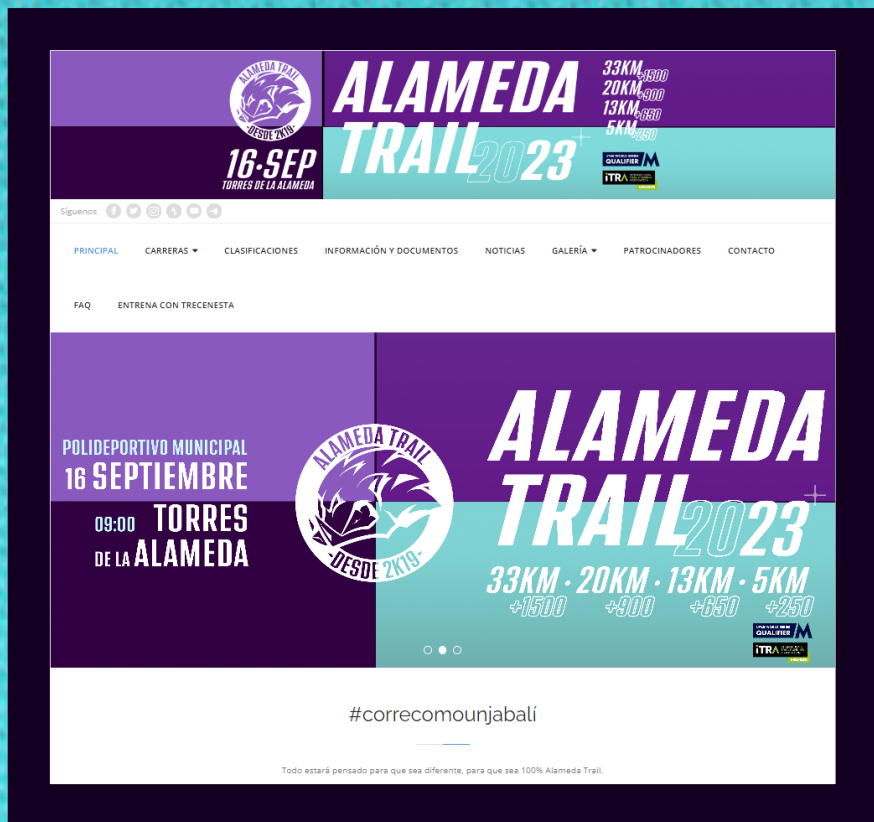 ALAMEDA TRAIL
-DESDE 2K19-
16·SEP
TORRES DE LA ALAMEDA
ALAMEDA
TRAIL 2023
33KM +1500
20KM +900
13KM +650
5KM +250
QUALIFIER
iTRA
Síguenos
PRINCIPAL CARRERAS CLASIFICACIONES INFORMACIÓN Y DOCUMENTOS NOTICIAS GALERÍA PATROCINADORES CONTACTO
FAQ ENTRENA CON TRECENESTA
POLIDEPORTIVO MUNICIPAL
16 SEPTIEMBRE
09:00 TORRES
DE LA ALAMEDA
ALAMEDA TRAIL
-DESDE 2K19-
ALAMEDA
TRAIL 2023
33KM · 20KM · 13KM · 5KM
+1500 +900 +650 +250
QUALIFIER
iTRA
#correcomounjabalí
Todo estará pensado para que sea diferente, para que sea 100% Alameda Trail.